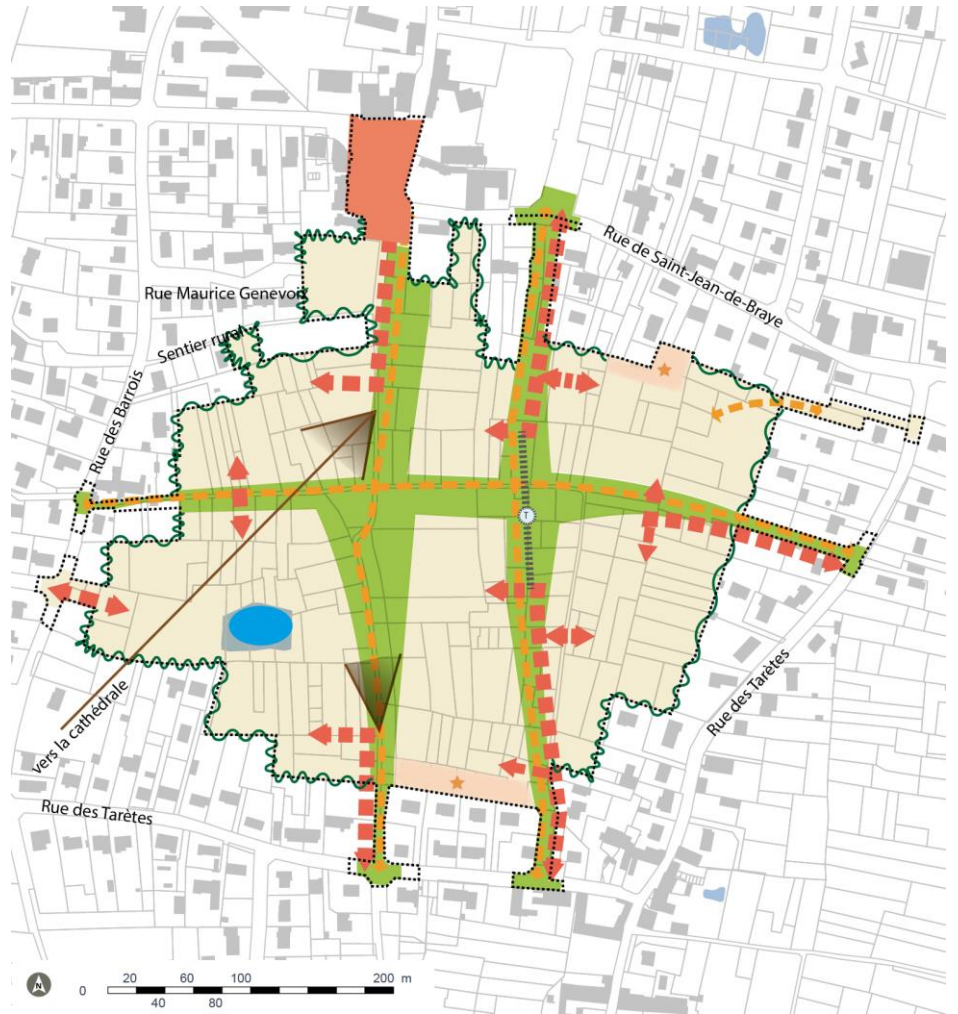 Rue de Saint-Jean-de-Braye
Rue Maurice Genevoix
Sentier rural
Rue des Barrois
T
vers la cathédrale
Rue des Tarètes
Rue des Tarètes
N
0 20 60 100 200 m
40 80